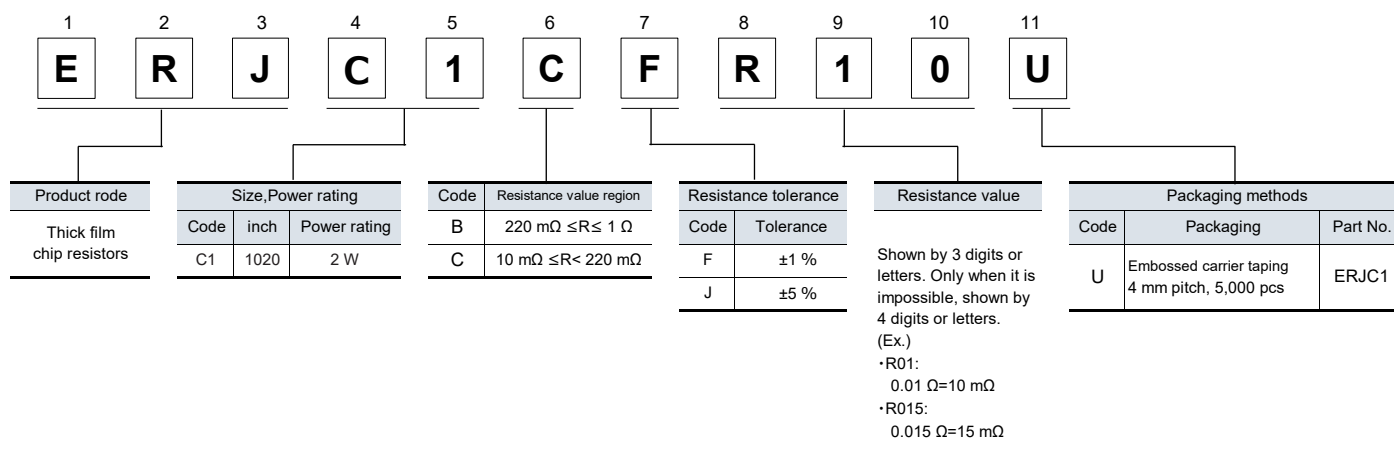 1 2 3 4 5 6 7 8 9 10 11
E R J C 1 C F R 1 0 U
Product rode
Thick film
chip resistors
Size,Power rating
Code inch Power rating
C1 1020 2 W
Code Resistance value region
B 220 mΩ ≤R≤ 1 Ω
C 10 mΩ ≤R< 220 mΩ
Resistance tolerance
Code Tolerance
F ±1 %
J ±5 %
Resistance value
Shown by 3 digits or
letters. Only when it is
impossible, shown by
4 digits or letters.
(Ex.)
・R01:
0.01 Ω=10 mΩ
・R015:
0.015 Ω=15 mΩ
Packaging methods
Code Packaging Part No.
U Embossed carrier taping
4 mm pitch, 5,000 pcs
ERJC1